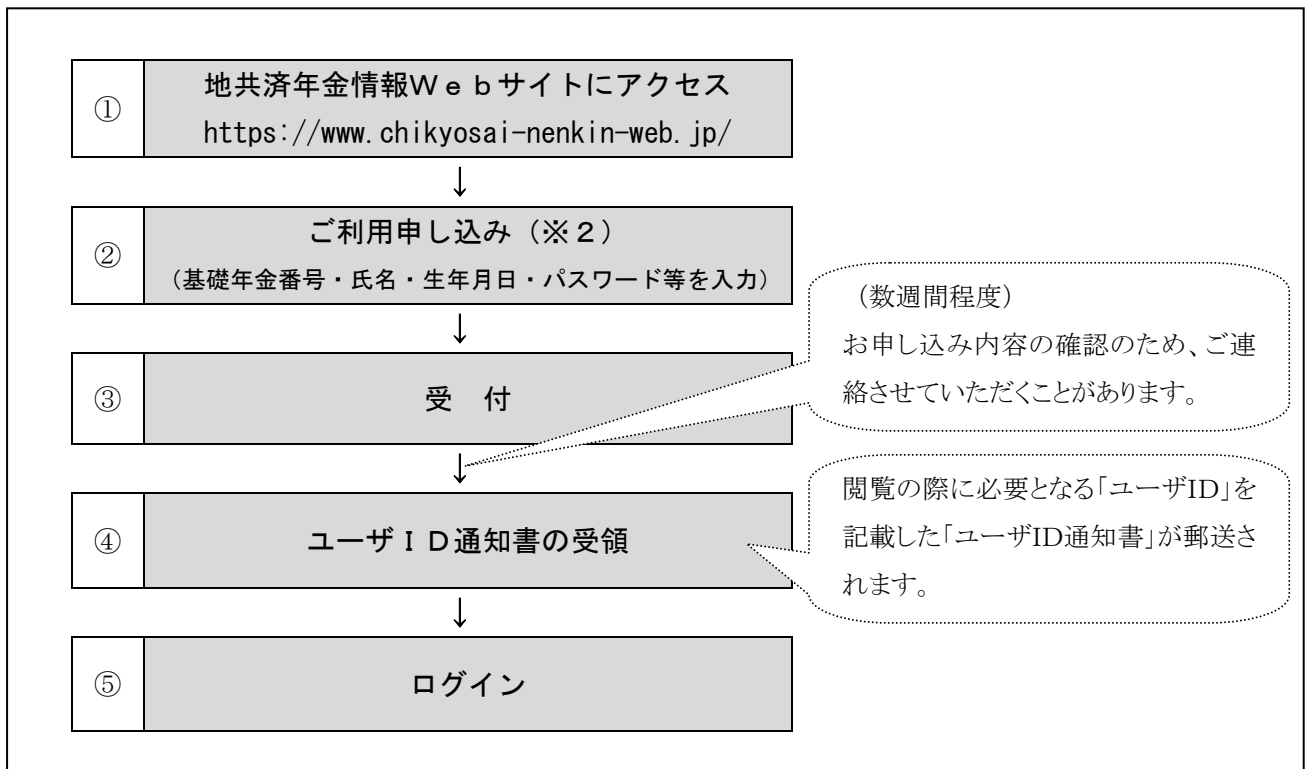 ①
地共済年金情報Ｗｅｂサイトにアクセス
https://www.chikyosai-nenkin-web.jp/
↓
②
ご利用申し込み（※２）
（基礎年金番号・氏名・生年月日・パスワード等を入力）
↓
（数週間程度）
お申し込み内容の確認のため、ご連
絡させていただくことがあります。
③
受　付
↓
④
ユーザＩＤ通知書の受領
閲覧の際に必要となる「ユーザID」を
記載した「ユーザID通知書」が郵送さ
れます。
↓
⑤
ログイン